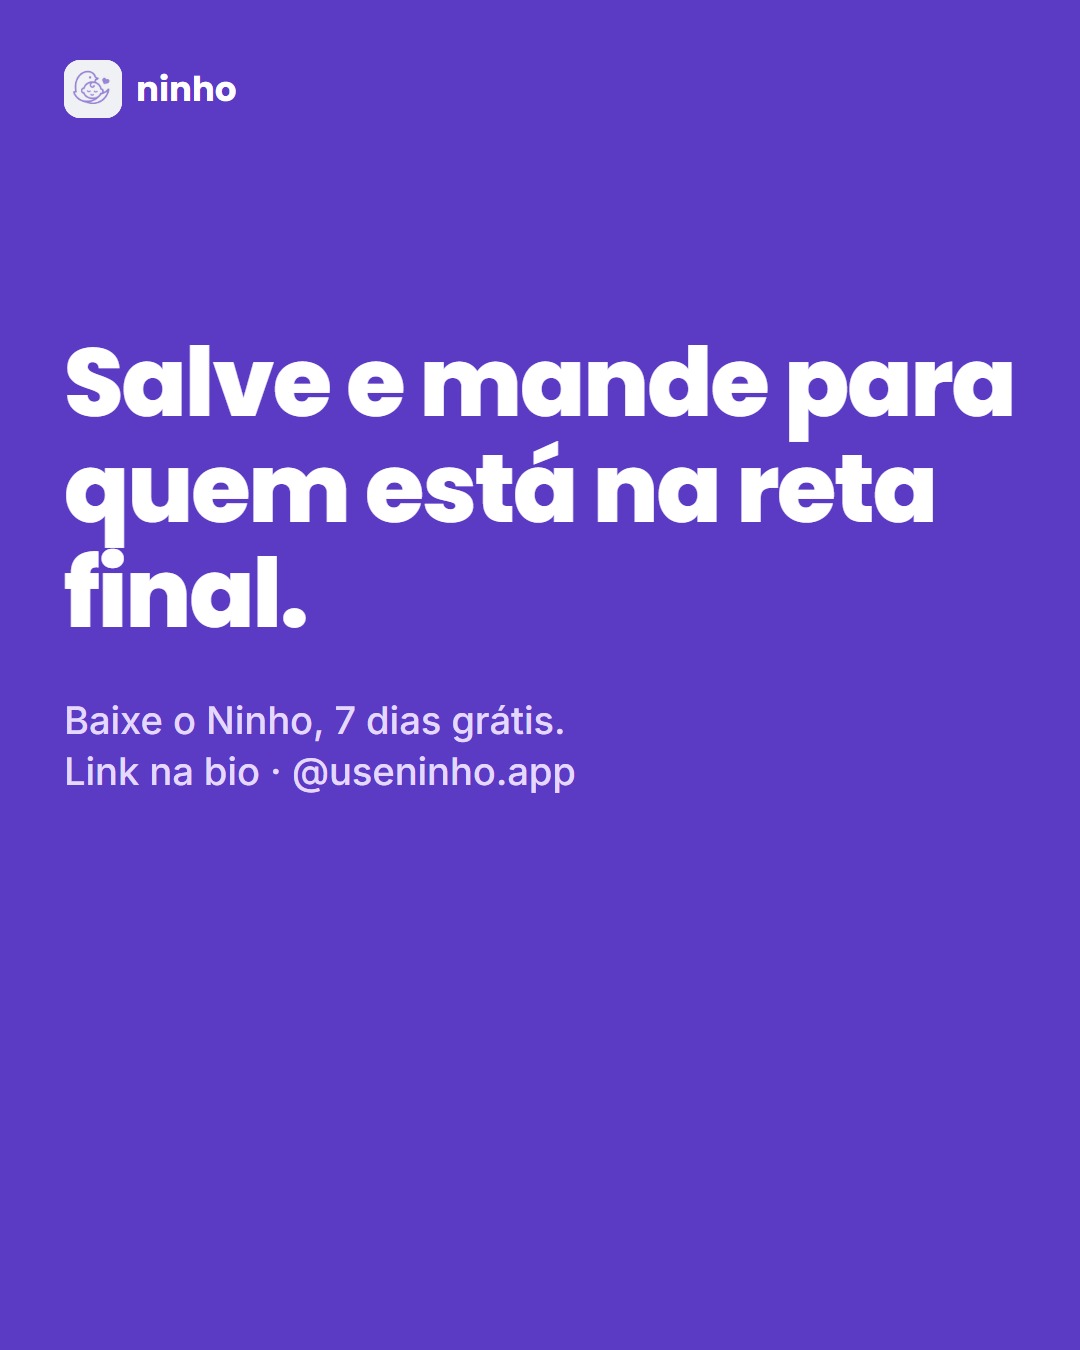 ninho
Salve e mande para
quem está na reta
final.
Baixe o Ninho, 7 dias grátis.
Link na bio · @useninho.app